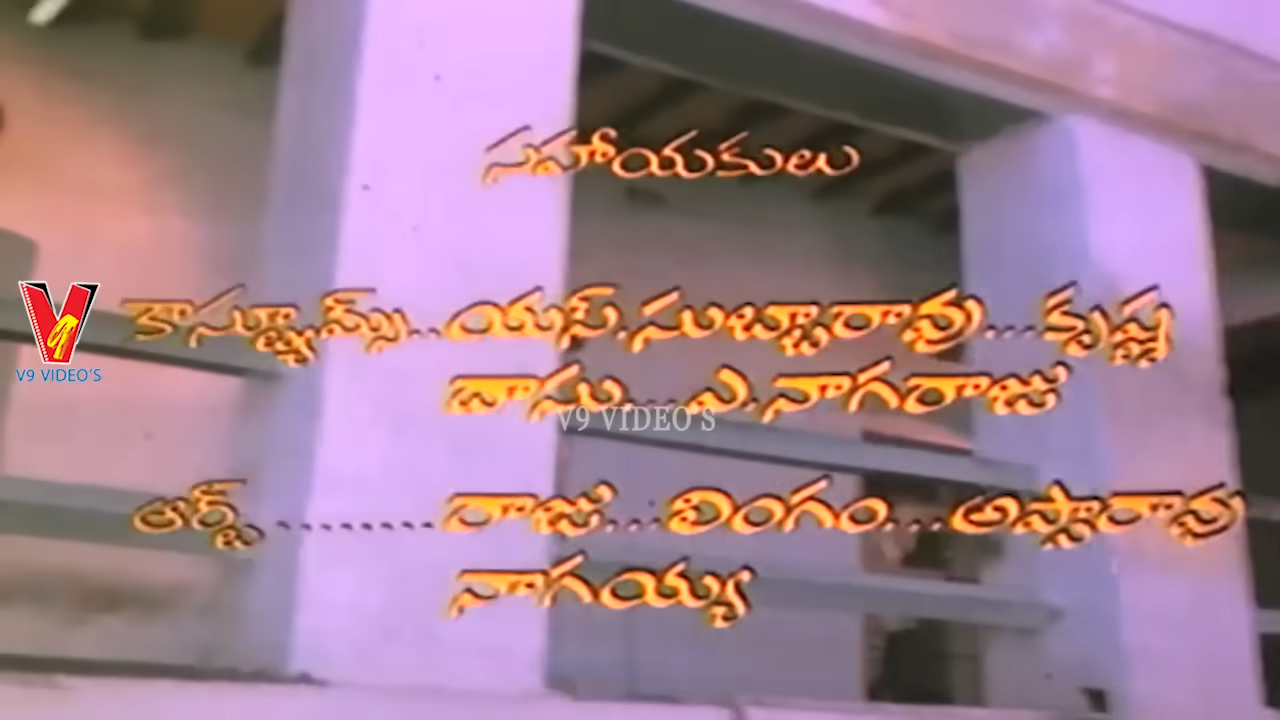 సహాయకులు
కాస్ట్యూమ్స్..యస్.సుబ్బారావు...కృష్ణ
బాసు...ఎ.నాగరాజు
V9 VIDEO'S
V9 VIDEO'S
ఆర్ట్.........రాజు...లింగం...అప్పారావు
నాగయ్య